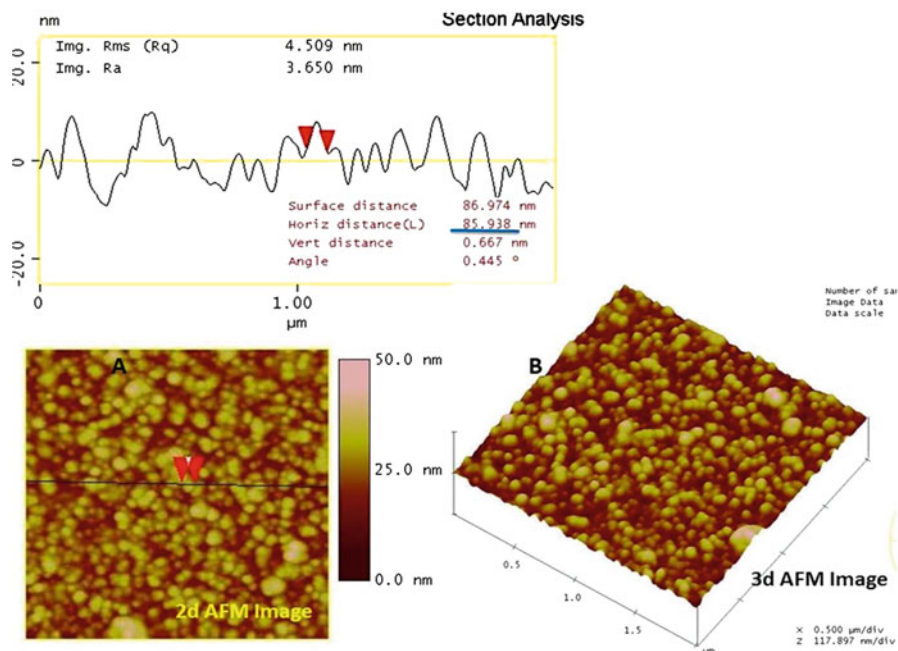 nm
Section Analysis
Img. Rms (Rq) 4.509 nm
Img. Ra 3.650 nm
20.0
0
-20.0
Surface distance 86.974 nm
Horiz distance(L) 85.938 nm
Vert distance 0.667 nm
Angle 0.445 °
0
1.00
µm
A
50.0 nm
25.0 nm
0.0 nm
2d AFM Image
B
Number of
Image Data
Data scale
0.5
1.0
1.5
3d AFM Image
X 0.500 µm/div
Z 117.897 nm/div